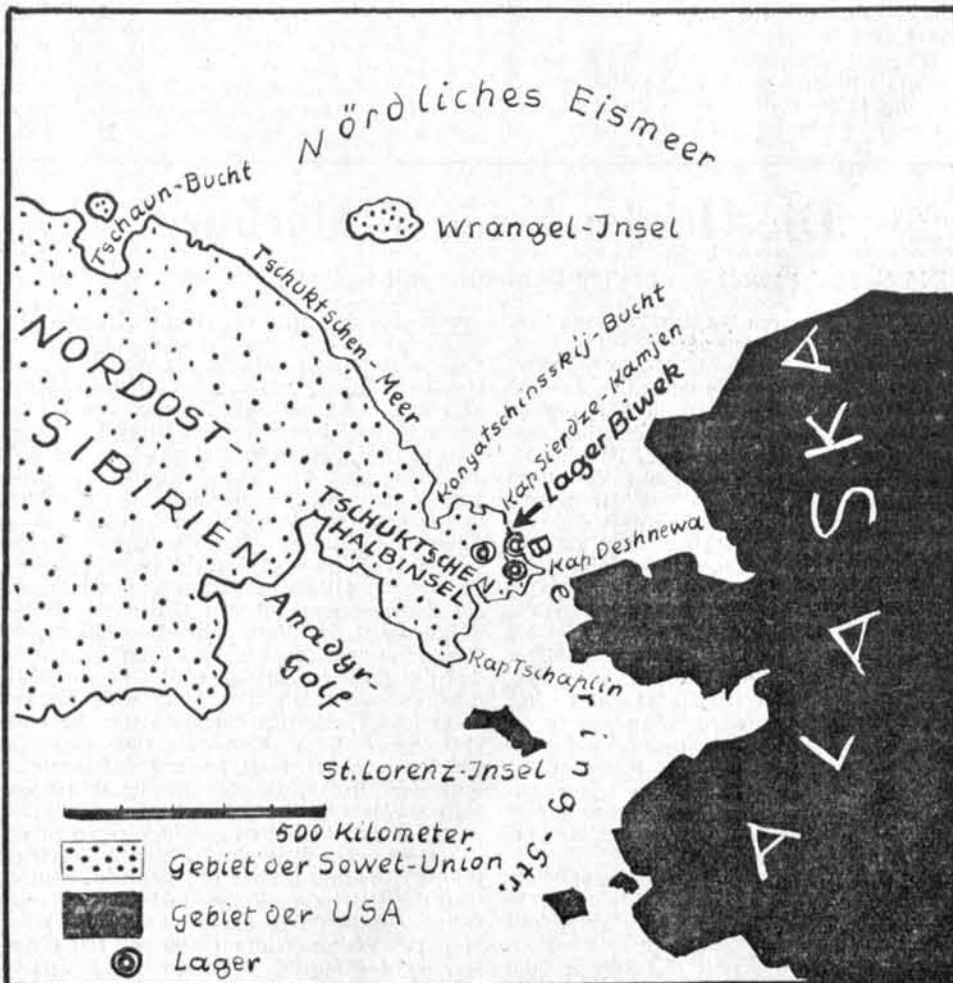 Nördliches Eismeer
Tschaun-Bucht
Wrangel-Insel
Tschuktschen-Meer
NORDOST-
SIBIRIEN
Konyatschinsskij Bucht
Kap Sierdze-Kamjen
Lager Biwek
Kap Deshnewa
TSCHUKTSCHEN
HALBINSEL
Anadyr-
Golf
Kap Tschaplin
Bering-Str.
ALASKA
St. Lorenz-Insel
500 Kilometer
Gebiet der Sowet-Union
Gebiet der USA
Lager